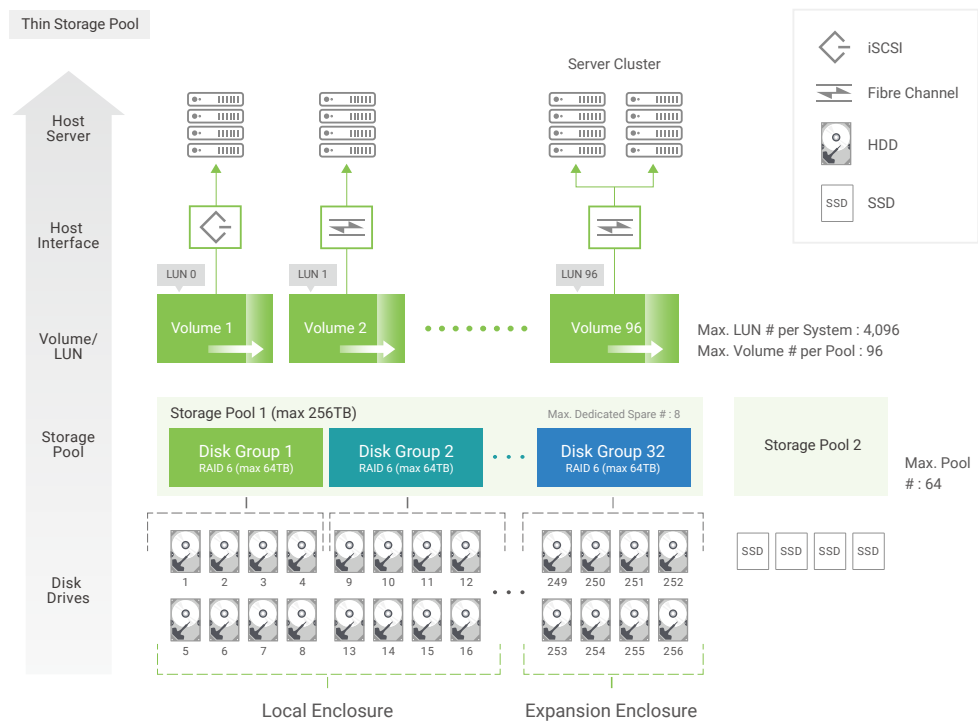 Thin Storage Pool
iSCSI
Fibre Channel
HDD
SSD
SSD
Server Cluster
Host
Server
Host
Interface
LUN 0
LUN 1
LUN 96
Volume 1
Volume 2
Volume 96
Volume/
LUN
Max. LUN # per System : 4,096
Max. Volume # per Pool : 96
Storage
Pool
Storage Pool 1 (max 256TB)
Max. Dedicated Spare # : 8
Disk Group 1
RAID 6 (max 64TB)
Disk Group 2
RAID 6 (max 64TB)
Disk Group 32
RAID 6 (max 64TB)
Storage Pool 2
Max. Pool
# : 64
Disk
Drives
1 2 3 4 9 10 11 12 249 250 251 252
SSD SSD SSD SSD
5 6 7 8 13 14 15 16 253 254 255 256
Local Enclosure
Expansion Enclosure